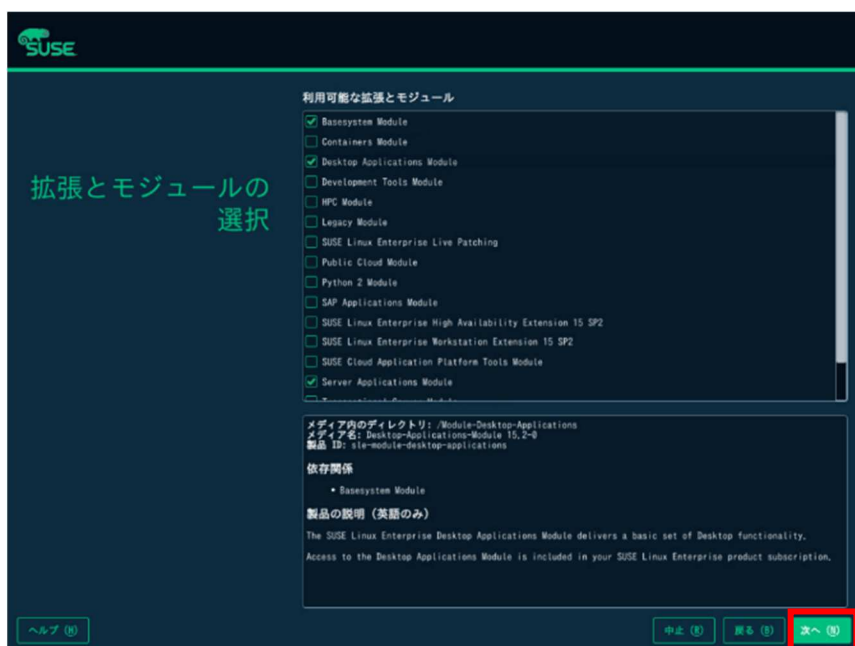 SUSE
利用可能な拡張とモジュール
Basesystem Module
Containers Module
Desktop Applications Module
拡張とモジュールの
選択
Development Tools Module
HPC Module
Legacy Module
SUSE Linux Enterprise Live Patching
Public Cloud Module
Python 2 Module
SAP Applications Module
SUSE Linux Enterprise High Availability Extension 15 SP2
SUSE Linux Enterprise Workstation Extension 15 SP2
SUSE Cloud Application Platform Tools Module
Server Applications Module
メディア内のディレクトリ: /Module-Desktop-Applications
メディア名: Desktop-Applications-Module 15.2-0
製品 ID: sle-module-desktop-applications
依存関係
• Basesystem Module
製品の説明 (英語のみ)
The SUSE Linux Enterprise Desktop Applications Module delivers a basic set of Desktop functionality.
Access to the Desktop Applications Module is included in your SUSE Linux Enterprise product subscription.
ヘルプ (H) 中止 (R) 戻る (B) 次へ (N)